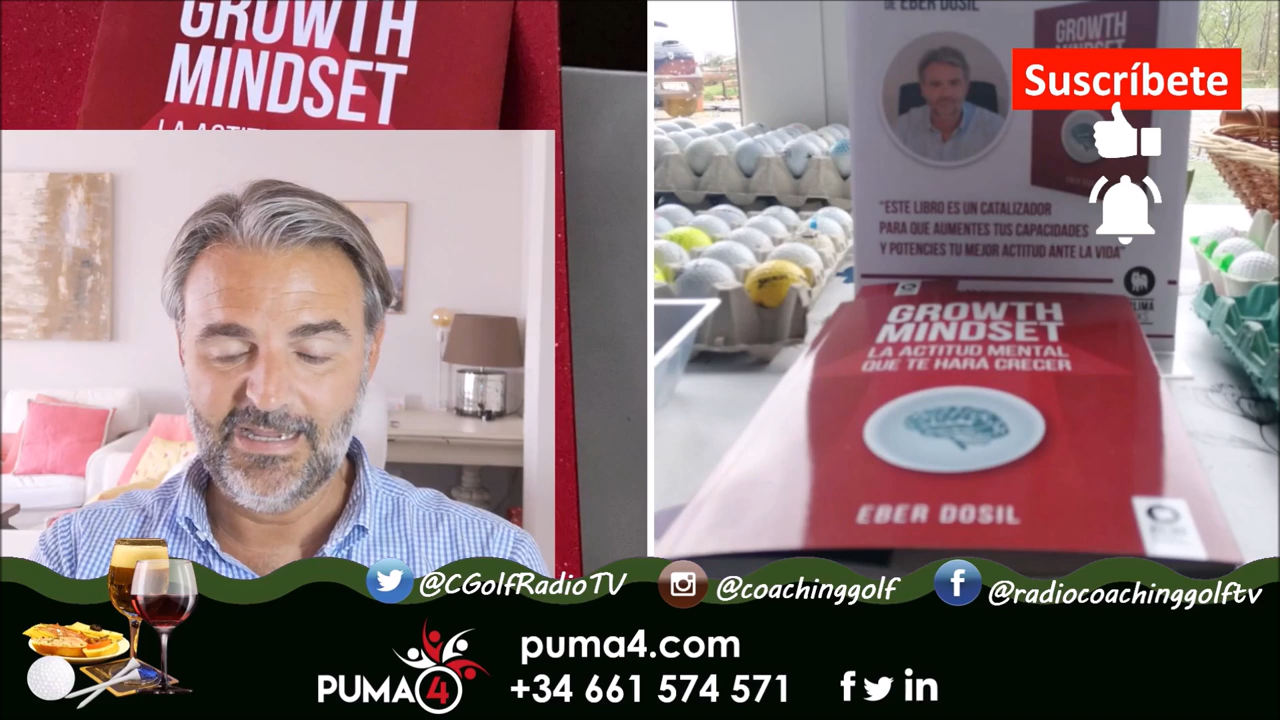 GROWTH
MINDSET
DE EBER DOSIL
GROWTH
Suscríbete
"ESTE LIBRO ES UN CATALIZADOR
PARA QUE AUMENTES TUS CAPACIDADES
Y POTENCIES TU MEJOR ACTITUD ANTE LA VIDA"
GROWTH
MINDSET
LA ACTITUD MENTAL
QUE TE HARÁ CRECER
EBER DOSIL
@CGolfRadioTV
@coachinggolf
@radiocoachinggolftv
PUMA4
puma4.com
+34 661 574 571